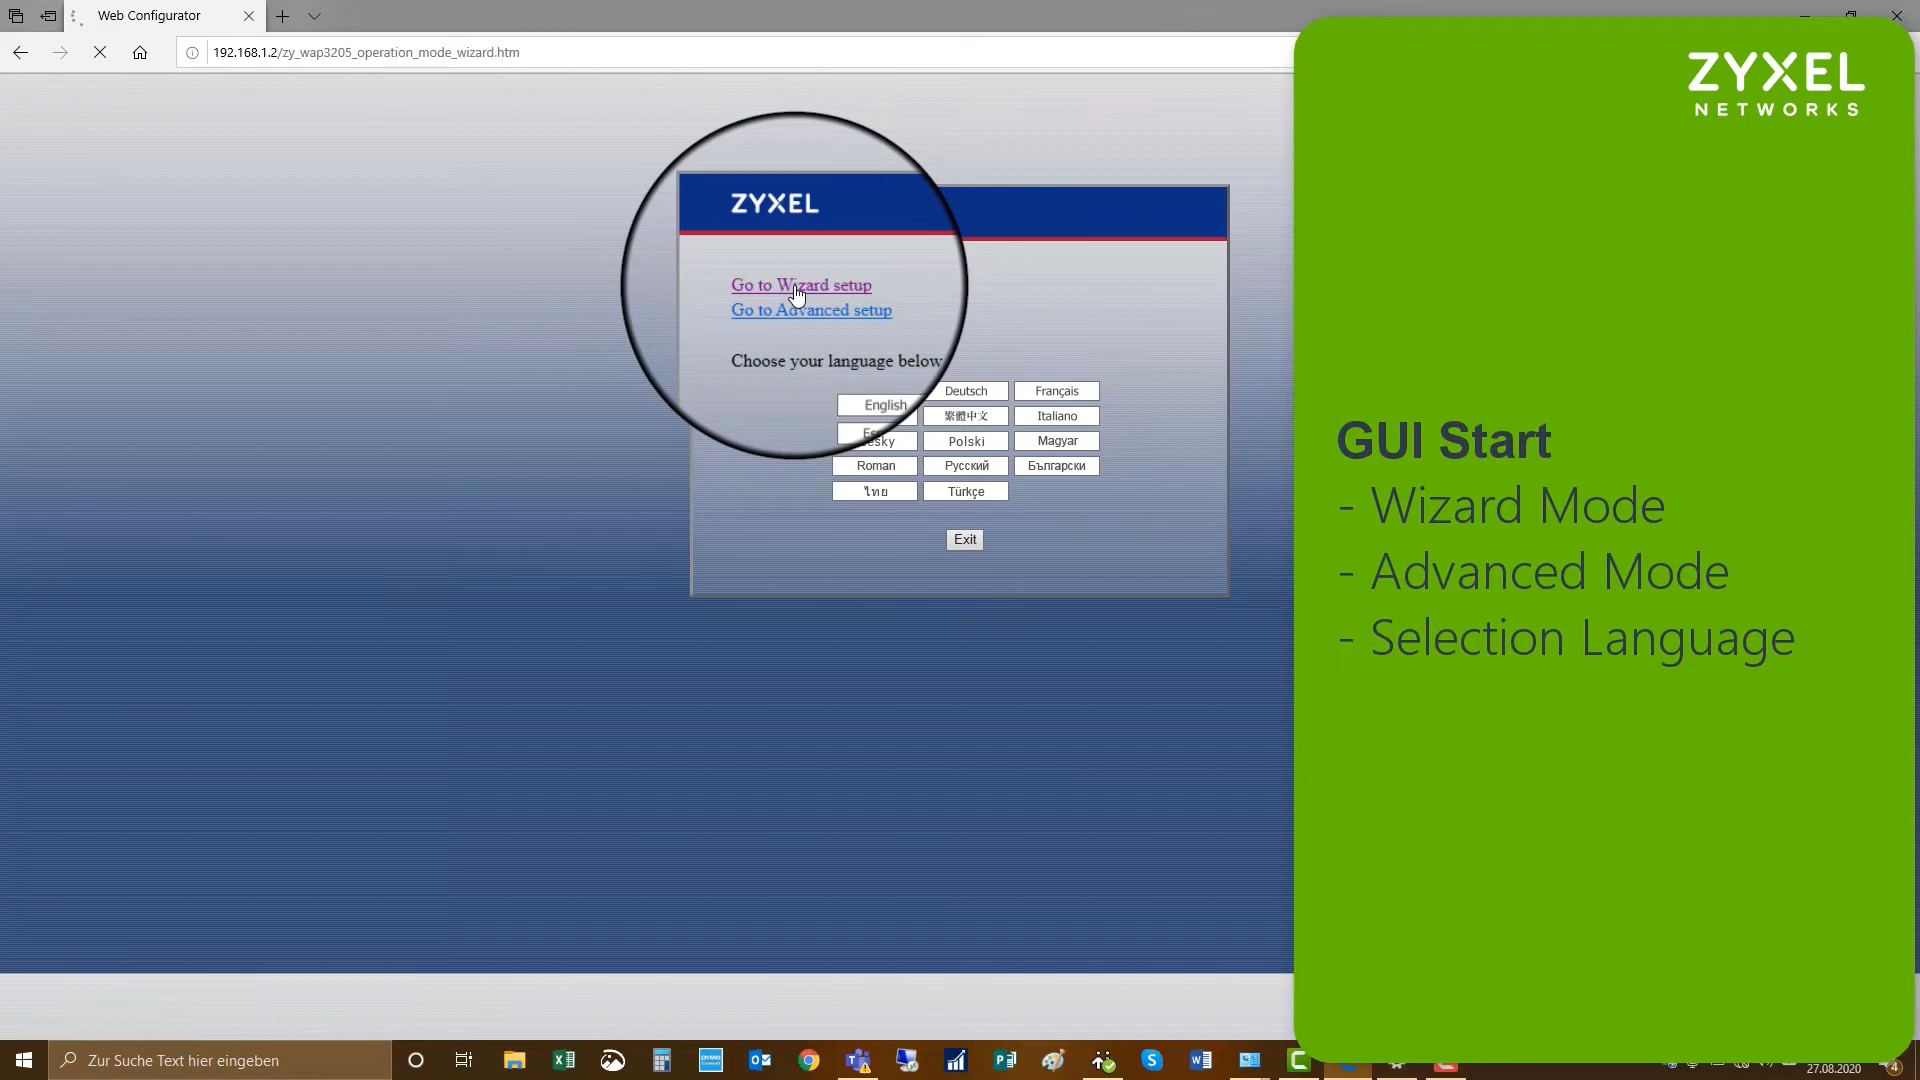 Web Configurator
192.168.1.2/zy_wap3205_operation_mode_wizard.htm
ZYXEL
NETWORKS
ZYXEL
Go to Wizard setup
Go to Advanced setup
Choose your language below
English
Deutsch
Français
繁體中文
Italiano
Polski
Magyar
Roman
Русский
Български
ไทย
Türkçe
Exit
GUI Start
- Wizard Mode
- Advanced Mode
- Selection Language
Zur Suche Text hier eingeben
27.08.2020
4